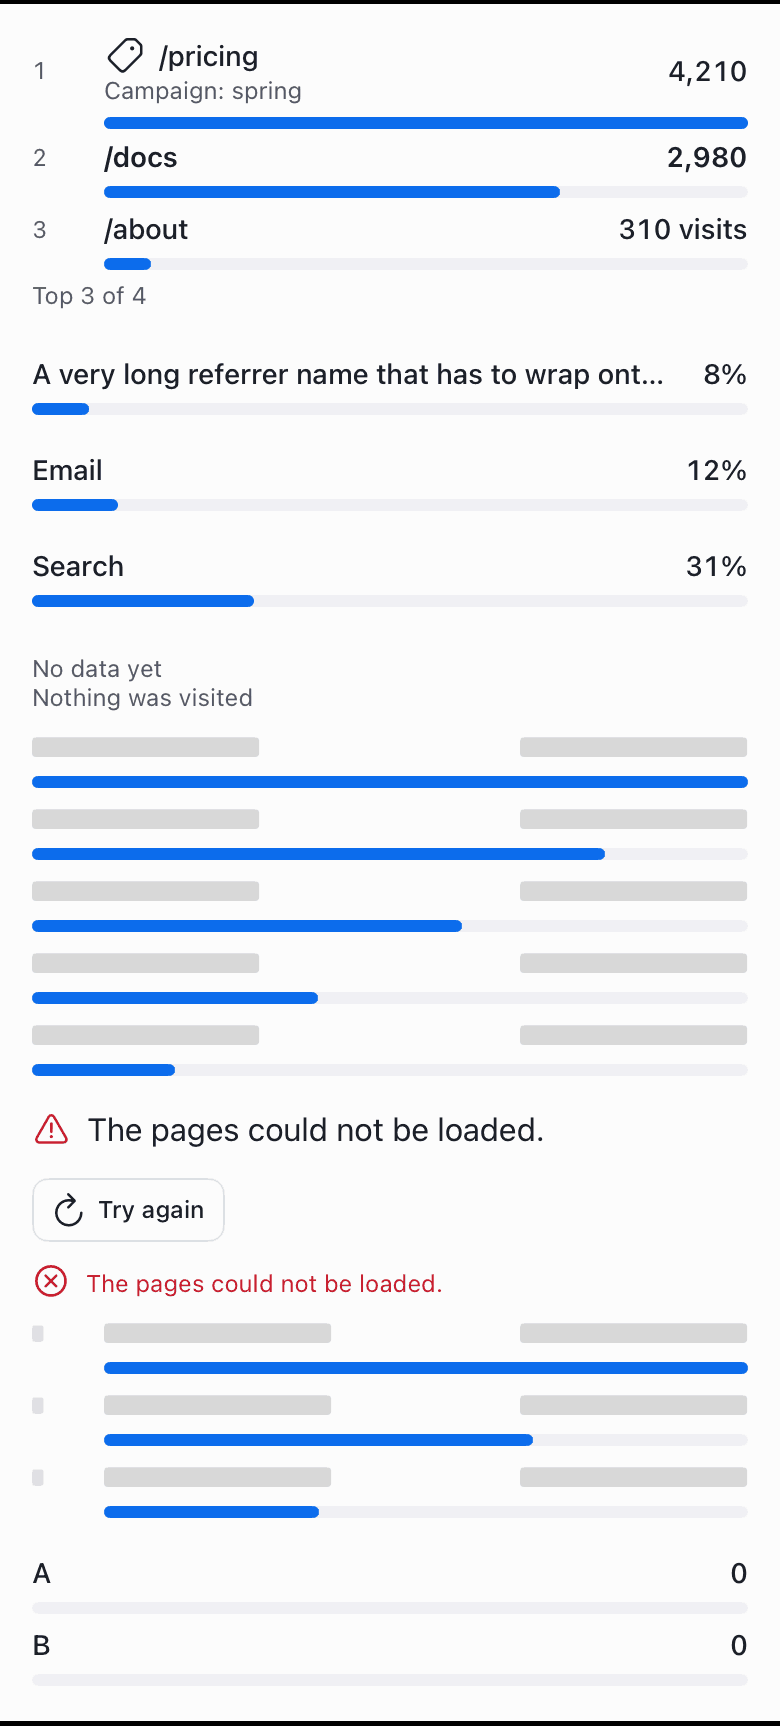 1
/pricing
4,210
Campaign: spring
2
/docs
2,980
3
/about
310 visits
Top 3 of 4
A very long referrer name that has to wrap ont...
8%
Email
12%
Search
31%
No data yet
Nothing was visited
The pages could not be loaded.
Try again
The pages could not be loaded.
A
0
B
0